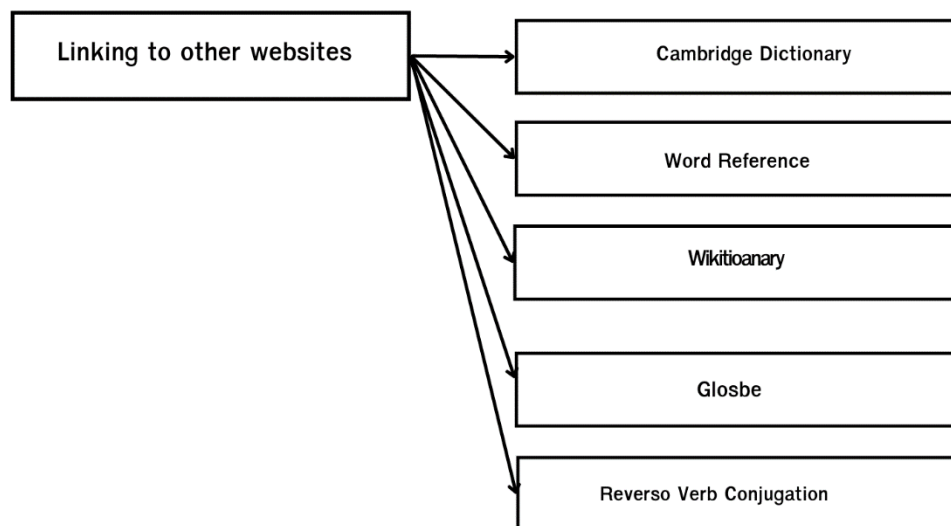 Linking to other websites
Cambridge Dictionary
Word Reference
Wikitioanary
Glosbe
Reverso Verb Conjugation